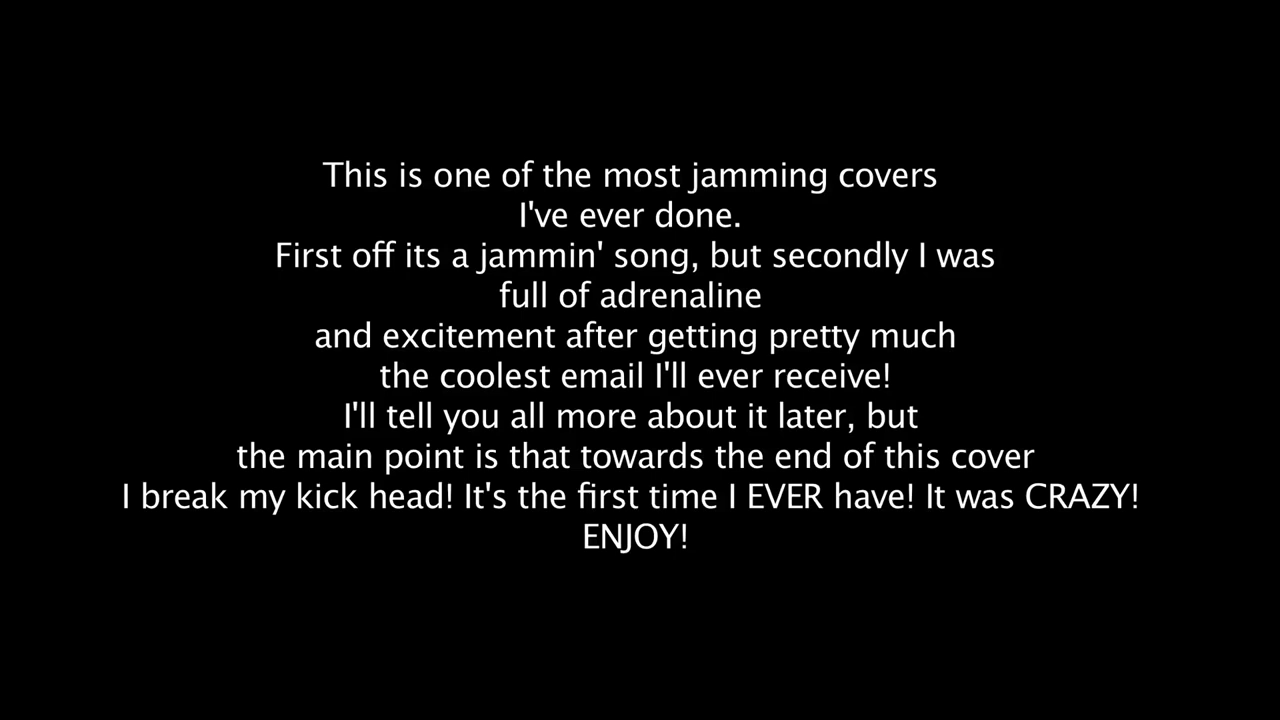 This is one of the most jamming covers
I've ever done.
First off its a jammin' song, but secondly I was
full of adrenaline
and excitement after getting pretty much
the coolest email I'll ever receive!
I'll tell you all more about it later, but
the main point is that towards the end of this cover
I break my kick head! It's the first time I EVER have! It was CRAZY!
ENJOY!